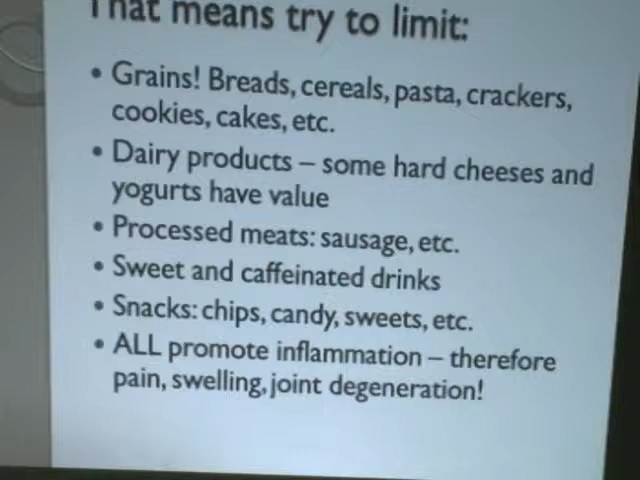 That means try to limit:
• Grains! Breads, cereals, pasta, crackers,
cookies, cakes, etc.
• Dairy products – some hard cheeses and
yogurts have value
• Processed meats: sausage, etc.
• Sweet and caffeinated drinks
• Snacks: chips, candy, sweets, etc.
• ALL promote inflammation – therefore
pain, swelling, joint degeneration!